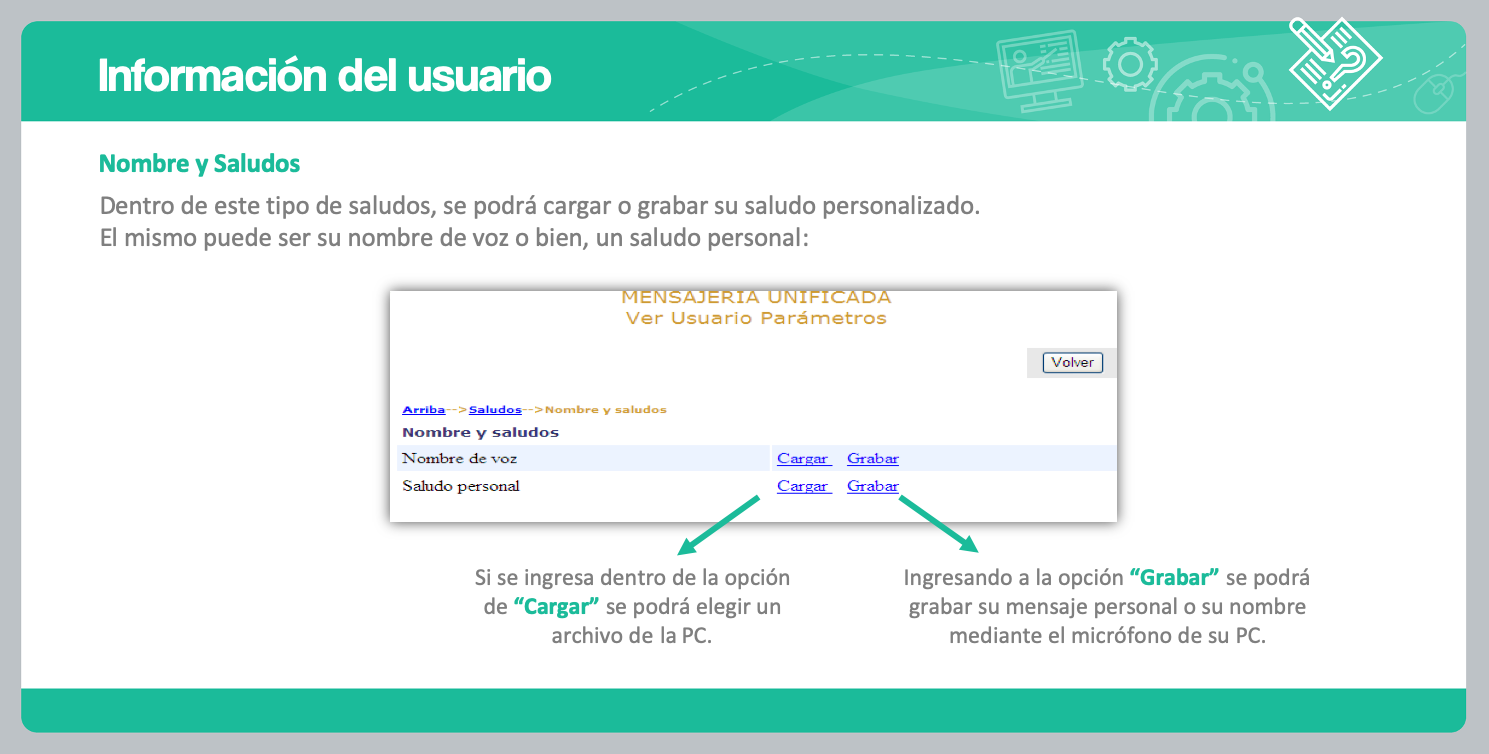 Información del usuario
Nombre y Saludos
Dentro de este tipo de saludos, se podrá cargar o grabar su saludo personalizado.
El mismo puede ser su nombre de voz o bien, un saludo personal:
MENSAJERIA UNIFICADA
Ver Usuario Parámetros
Volver
Arriba-->Saludos-->Nombre y saludos
Nombre y saludos
Nombre de voz Cargar Grabar
Saludo personal Cargar Grabar
Si se ingresa dentro de la opción
de “Cargar” se podrá elegir un
archivo de la PC.
Ingresando a la opción “Grabar” se podrá
grabar su mensaje personal o su nombre
mediante el micrófono de su PC.